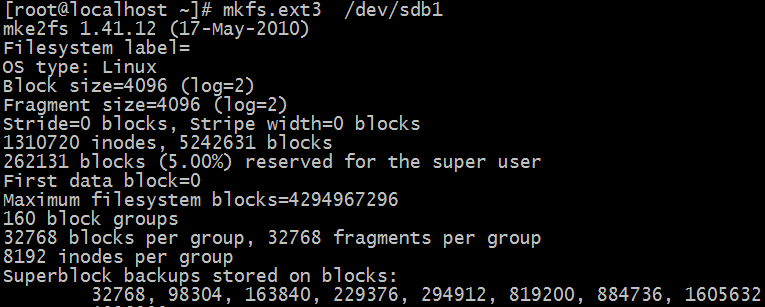 [root@localhost ~]# mkfs.ext3  /dev/sdb1
mke2fs 1.41.12 (17-May-2010)
Filesystem label=
OS type: Linux
Block size=4096 (log=2)
Fragment size=4096 (log=2)
Stride=0 blocks, Stripe width=0 blocks
1310720 inodes, 5242631 blocks
262131 blocks (5.00%) reserved for the super user
First data block=0
Maximum filesystem blocks=4294967296
160 block groups
32768 blocks per group, 32768 fragments per group
8192 inodes per group
Superblock backups stored on blocks:
        32768, 98304, 163840, 229376, 294912, 819200, 884736, 1605632